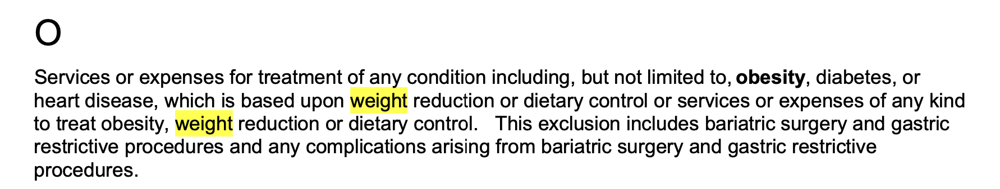 O
Services or expenses for treatment of any condition including, but not limited to, obesity, diabetes, or
heart disease, which is based upon weight reduction or dietary control or services or expenses of any kind
to treat obesity, weight reduction or dietary control.   This exclusion includes bariatric surgery and gastric
restrictive procedures and any complications arising from bariatric surgery and gastric restrictive
procedures.